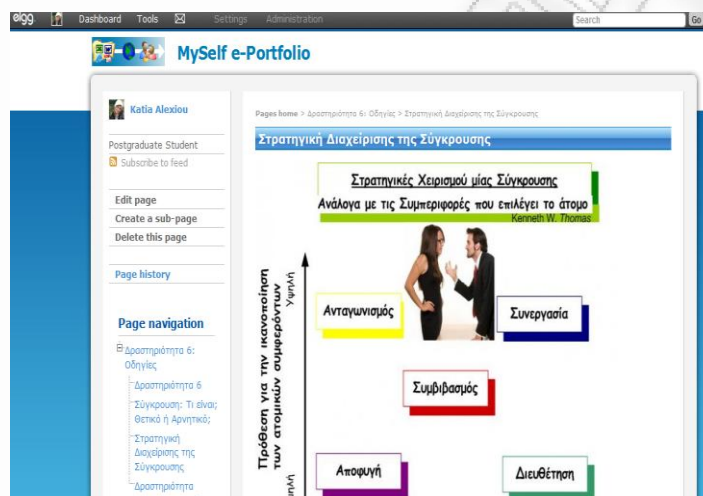 elgg. Dashboard Tools Settings Administration Search Go
MySelf e-Portfolio
Katia Alexiou
Postgraduate Student
Subscribe to feed
Edit page
Create a sub-page
Delete this page
Page history
Page navigation
Δραστηριότητα 6:
Οδηγίες
Δραστηριότητα 6
Σύγκρουση: Τι είναι;
Θετικό ή Αρνητικό;
Στρατηγική
Διαχείρισης της
Σύγκρουσης
Δραστηριότητα
Pages home > Δραστηριότητα 6: Οδηγίες > Στρατηγική Διαχείρισης της Σύγκρουσης
Στρατηγική Διαχείρισης της Σύγκρουσης
Στρατηγικές Χειρισμού μίας Σύγκρουσης
Ανάλογα με τις Συμπεριφορές που επιλέγει το άτομο
Kenneth W. Thomas
Πρόθεση για την ικανοποίηση
των ατομικών συμφερόντων
Υψηλή
Ανταγωνισμός
Συνεργασία
Συμβιβασμός
Αποφυγή
Διευθέτηση